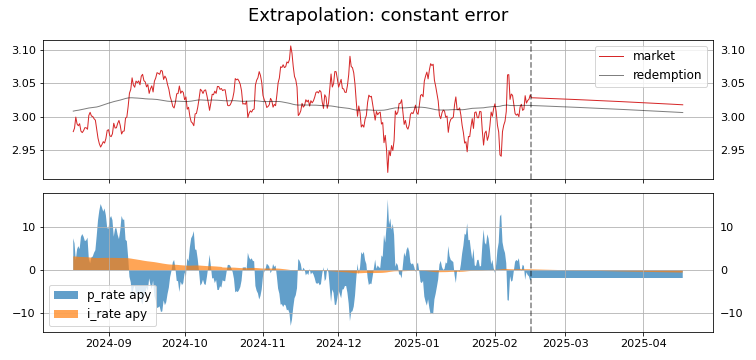 Extrapolation: constant error
3.10
3.05
3.00
2.95
market
redemption
3.10
3.05
3.00
2.95
10
0
−10
p_rate apy
i_rate apy
10
0
−10
2024-09 2024-10 2024-11 2024-12 2025-01 2025-02 2025-03 2025-04